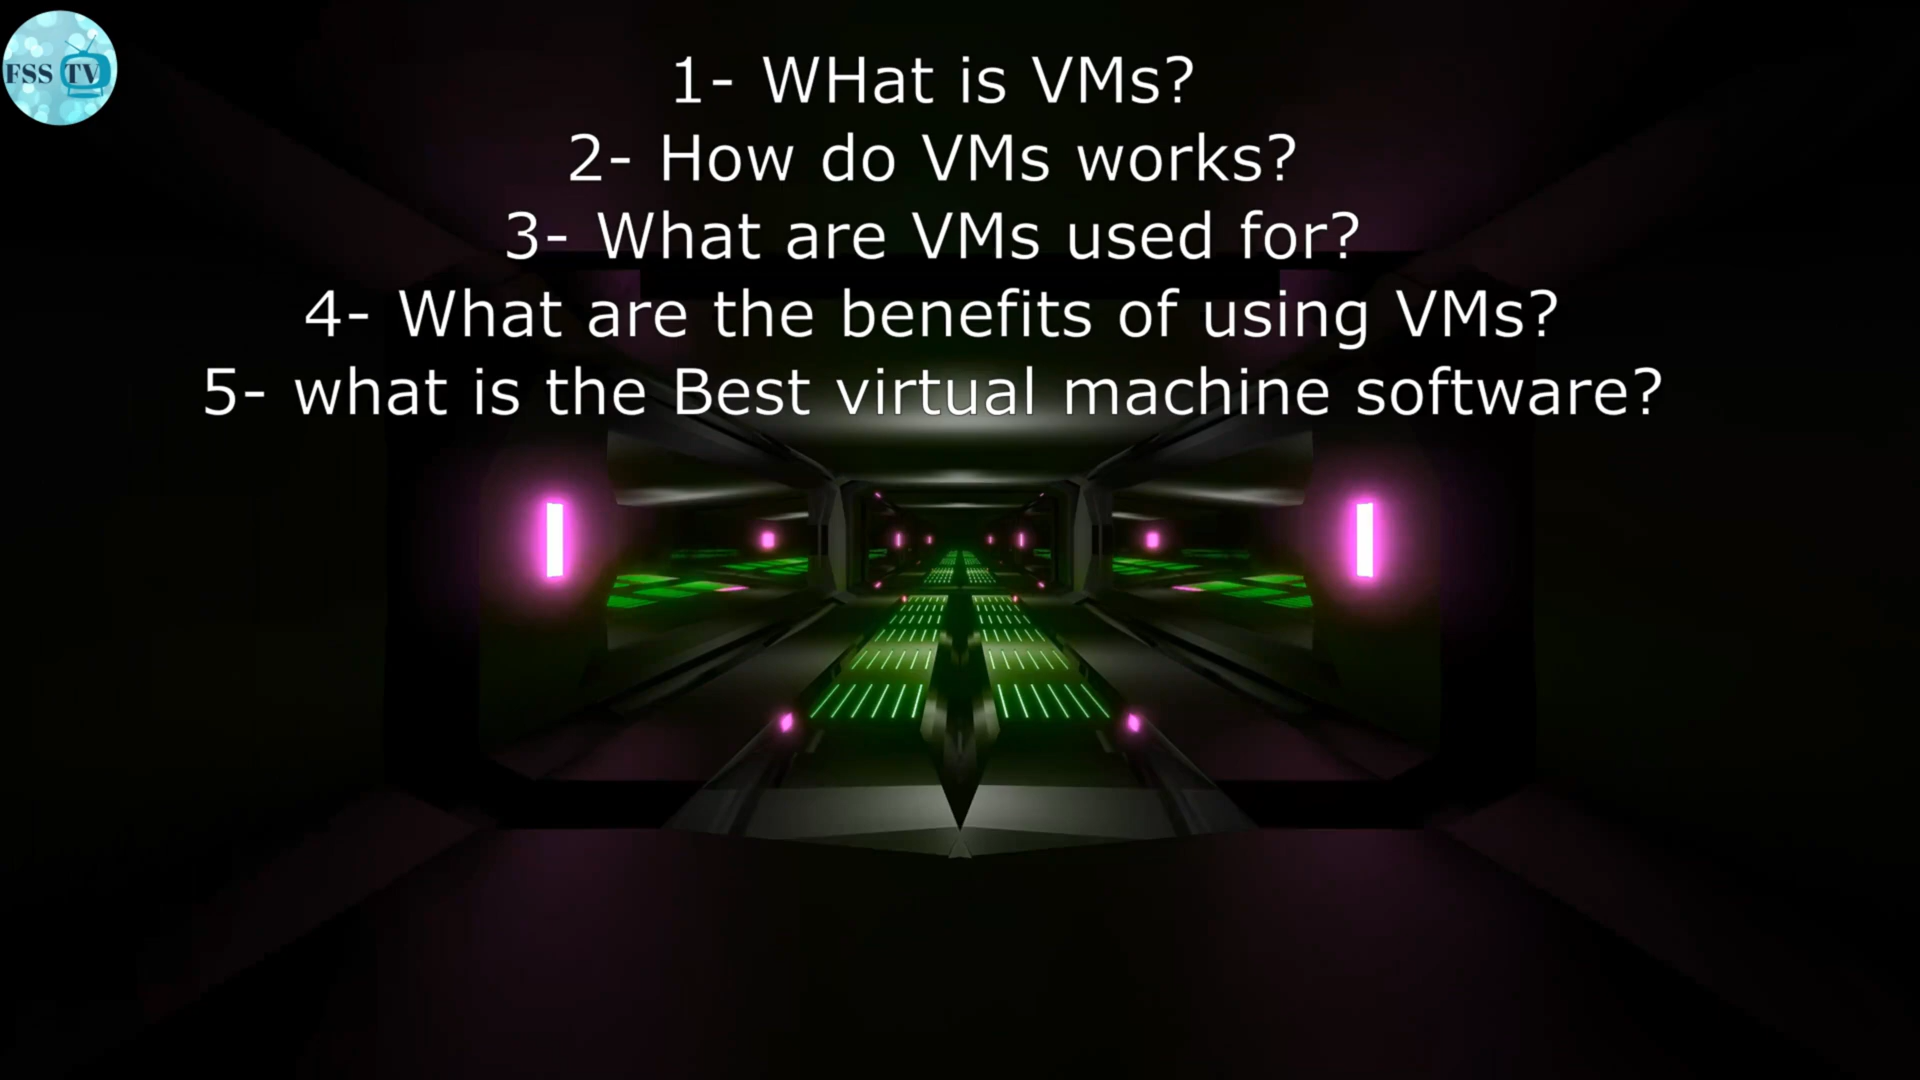 FSS TV
1- WHat is VMs?
2- How do VMs works?
3- What are VMs used for?
4- What are the benefits of using VMs?
5- what is the Best virtual machine software?